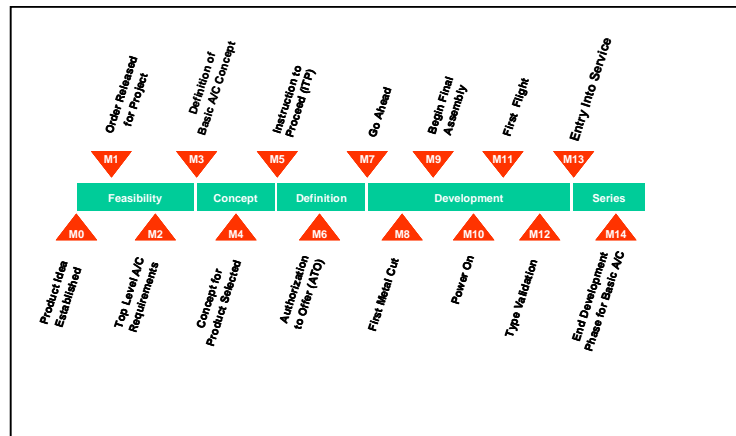 Order Released
for Project
Definition of
Basic A/C Concept
Instruction to
Proceed (ITP)
Go Ahead
Begin Final
Assembly
First Flight
Entry Into Service
M1
M3
M5
M7
M9
M11
M13
Feasibility
Concept
Definition
Development
Series
M0
M2
M4
M6
M8
M10
M12
M14
Product Idea
Established
Top Level A/C
Requirements
Concept for
Product Selected
Authorization
to Offer (ATO)
First Metal Cut
Power On
Type Validation
End Development
Phase for Basic A/C